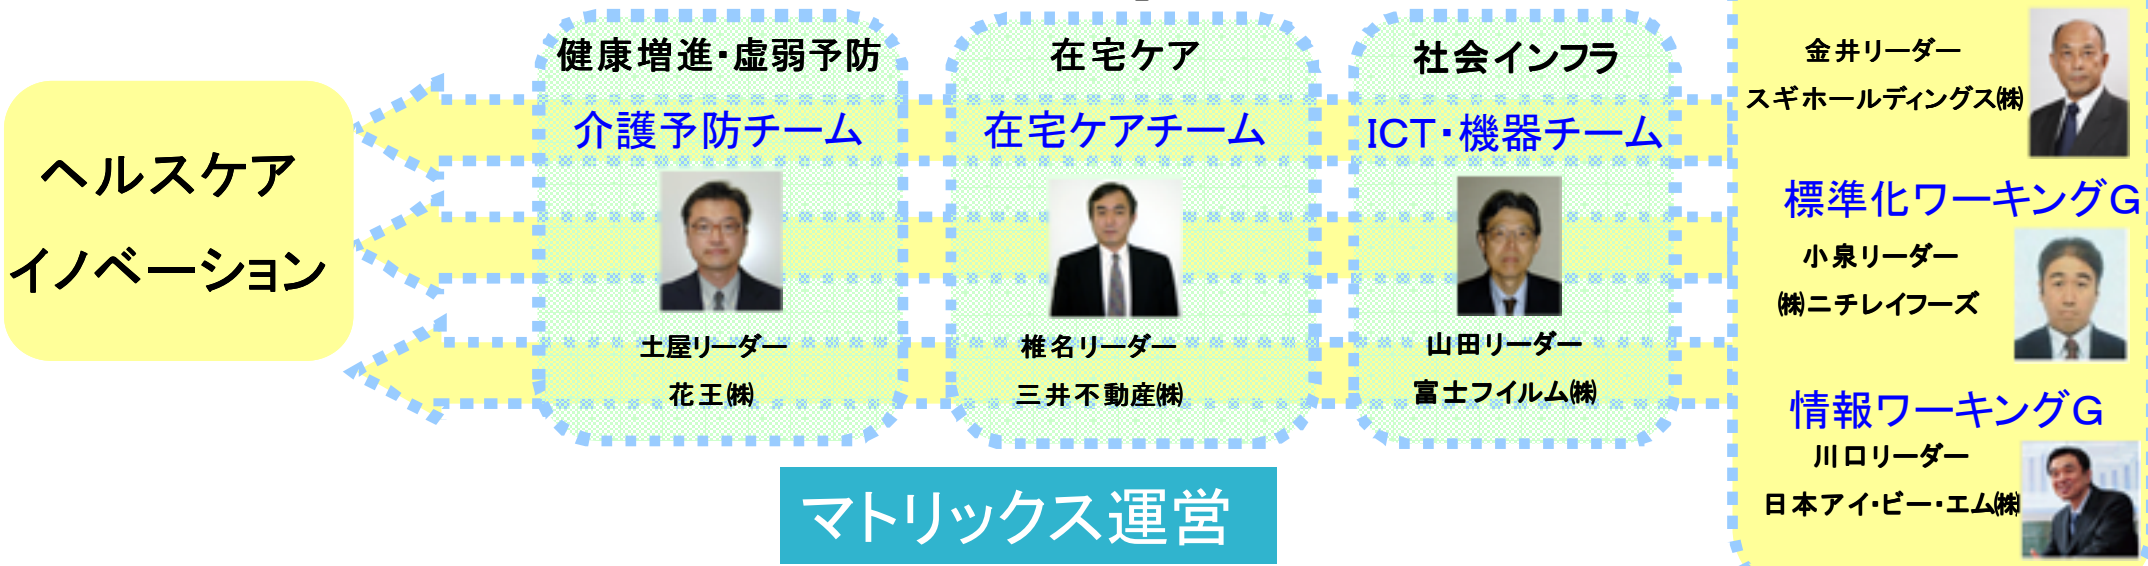 ヘルスケア
イノベーション
健康増進・虚弱予防
介護予防チーム
土屋リーダー
花王㈱
在宅ケア
在宅ケアチーム
椎名リーダー
三井不動産㈱
社会インフラ
ICT・機器チーム
山田リーダー
富士フイルム㈱
金井リーダー
スギホールディングス㈱
標準化ワーキングG
小泉リーダー
㈱ニチレイフーズ
情報ワーキングG
川口リーダー
日本アイ・ビー・エム㈱
マトリックス運営